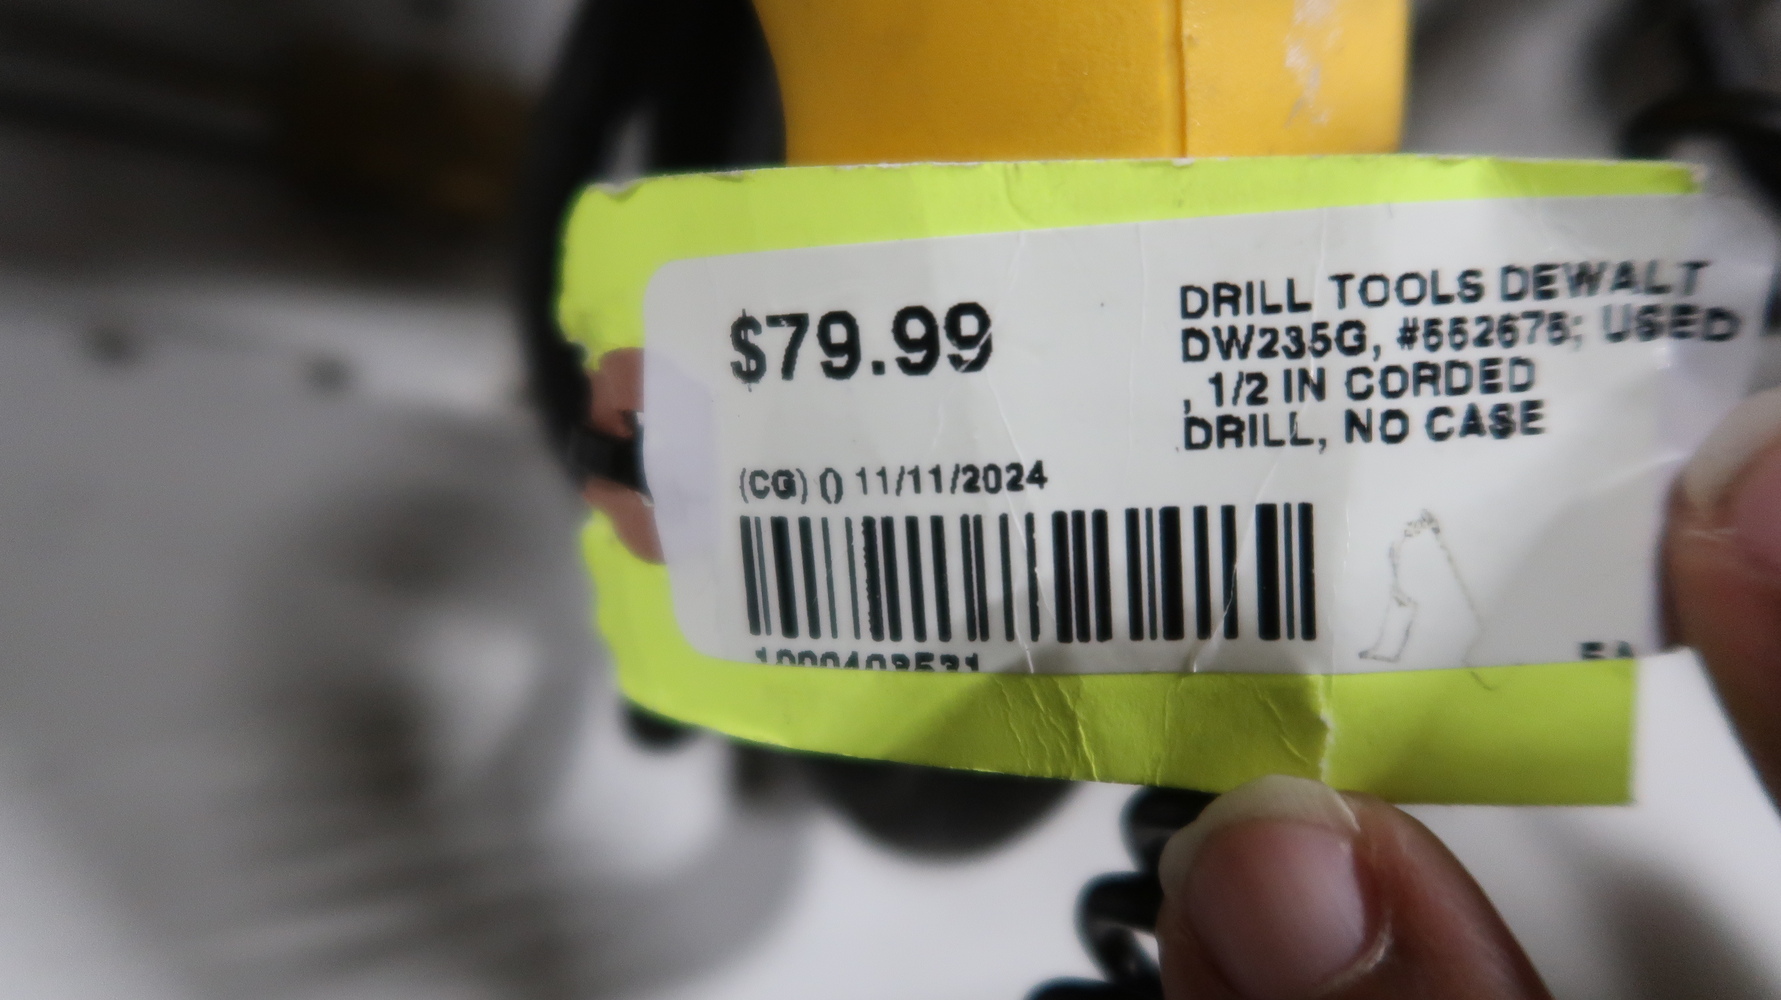 $79.99
DRILL TOOLS DEWALT
DW235G, #552675; USED
, 1/2 IN CORDED
DRILL, NO CASE
(CG) () 11/11/2024